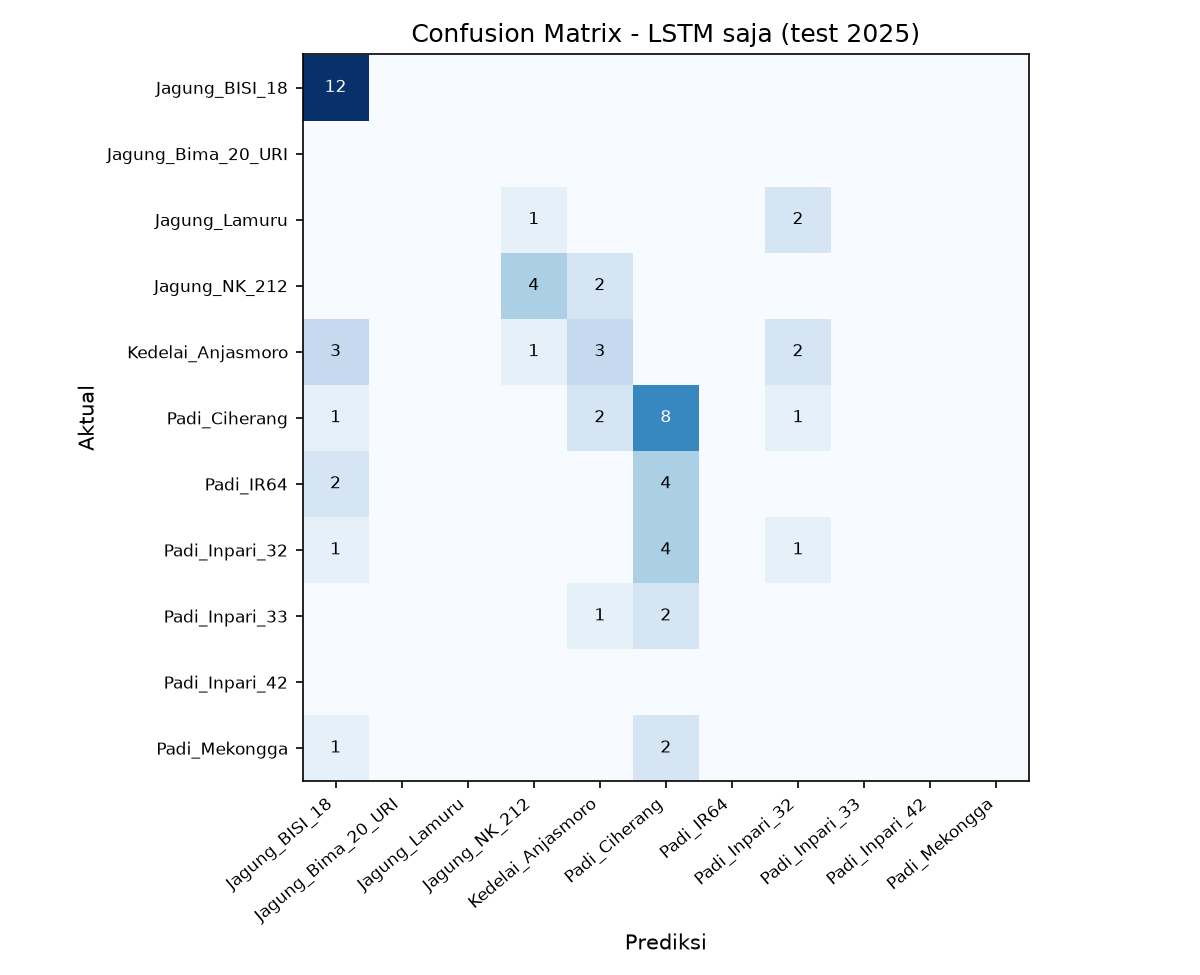 Confusion Matrix - LSTM saja (test 2025)
Jagung_BISI_18 12
Jagung_Bima_20_URI
Jagung_Lamuru 1 2
Jagung_NK_212 4 2
Kedelai_Anjasmoro 3 1 3 2
Padi_Ciherang 1 2 8 1
Padi_IR64 2 4
Padi_Inpari_32 1 4 1
Padi_Inpari_33 1 2
Padi_Inpari_42
Padi_Mekongga 1 2
Aktual
Jagung_BISI_18
Jagung_Bima_20_URI
Jagung_Lamuru
Jagung_NK_212
Kedelai_Anjasmoro
Padi_Ciherang
Padi_IR64
Padi_Inpari_32
Padi_Inpari_33
Padi_Inpari_42
Padi_Mekongga
Prediksi